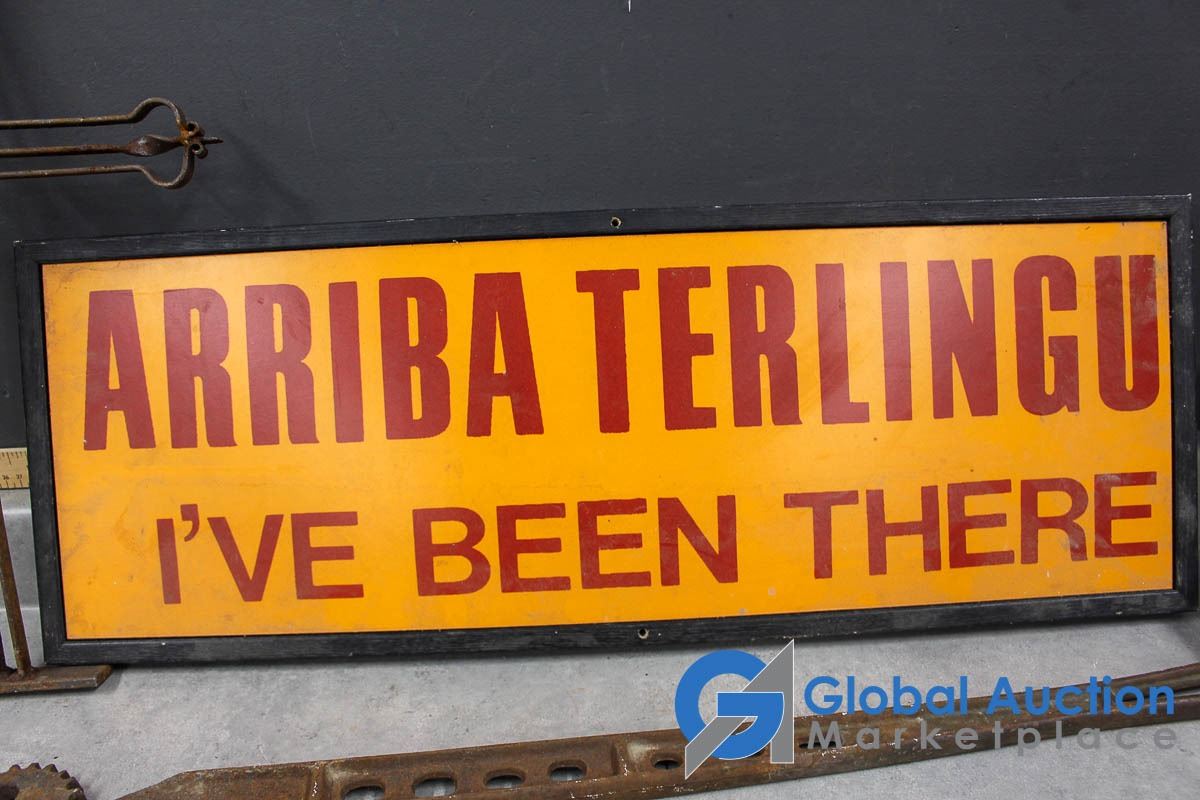 ARRIBA TERLINGU
I'VE BEEN THERE
Global Auction
Marketplace